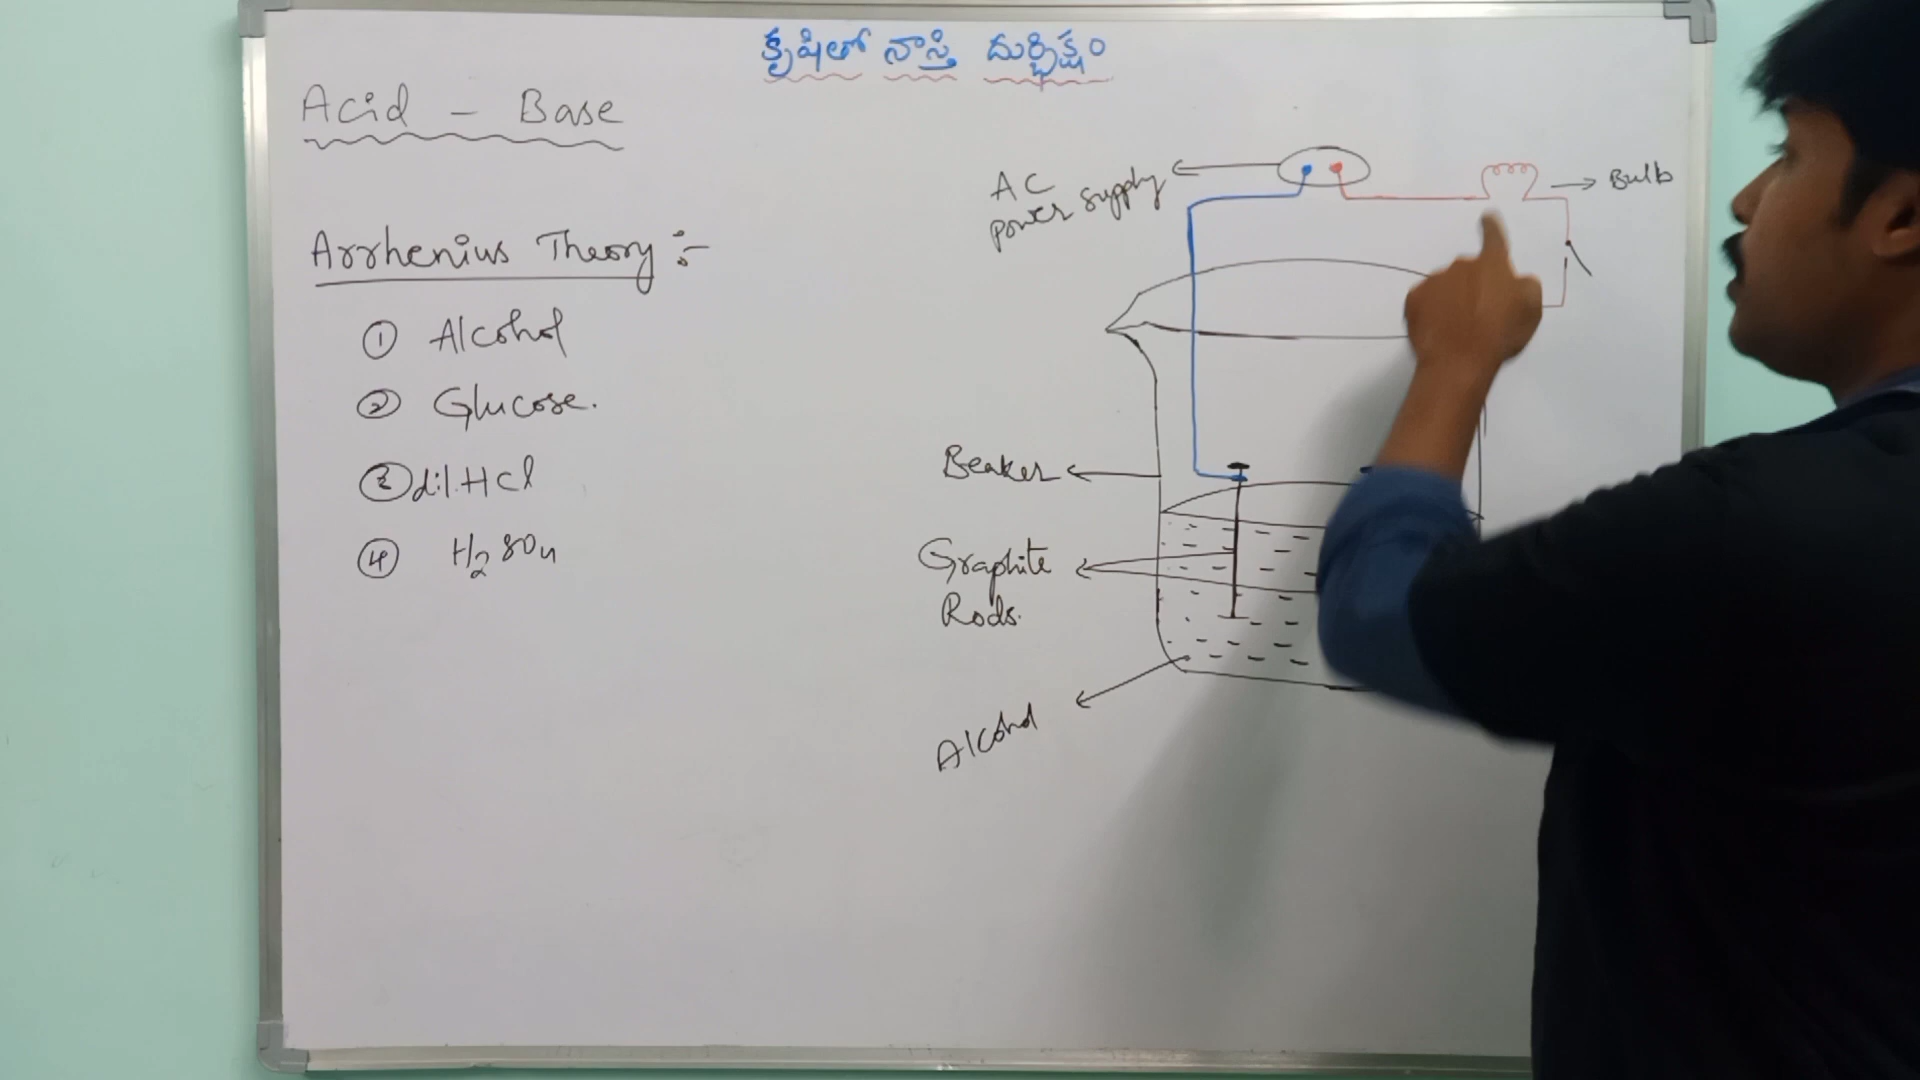 కృషితో నాస్తి దుర్భిక్షం
Acid - Base
Arrhenius Theory :-
① Alcohol
② Glucose.
③ dil. HCl
④ H2SO4
AC
power supply
Bulb
Beaker
Graphite
Rods.
Alcohol